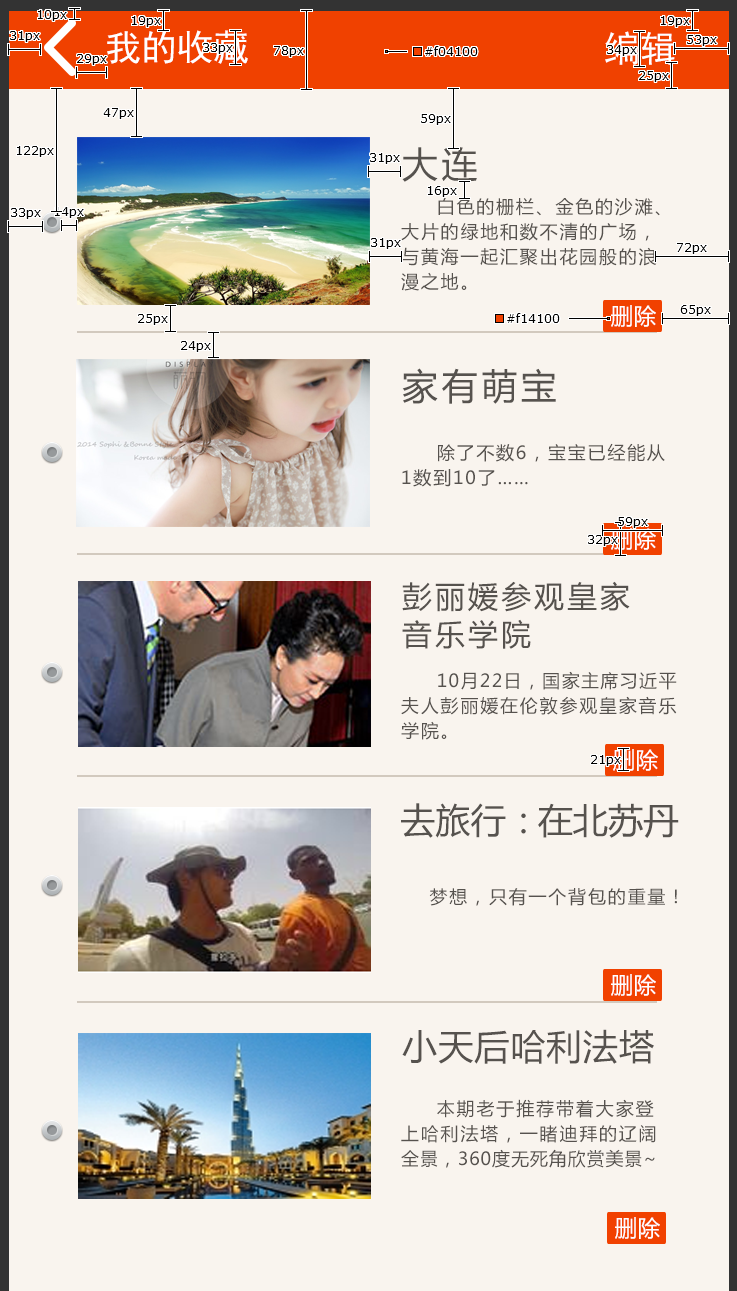 10px
19px
19px
31px
我的收藏
33px
78px
#f04100
编辑
34px
53px
29px
25px
47px
59px
122px
31px
大连
16px
33px
4px
白色的栅栏、金色的沙滩、
大片的绿地和数不清的广场，
31px
与黄海一起汇聚出花园般的浪
72px
漫之地。
25px
#f14100
删除
65px
24px
DISPLA
家有萌宝
2014 Sophi &Bonne
Korea
除了不数6，宝宝已经能从
1数到10了……
59px
32px
删除
彭丽媛参观皇家
音乐学院
10月22日，国家主席习近平
夫人彭丽媛在伦敦参观皇家音乐
学院。
21px
删除
去旅行：在北苏丹
梦想，只有一个背包的重量！
删除
小天后哈利法塔
本期老于推荐带着大家登
上哈利法塔，一睹迪拜的辽阔
全景，360度无死角欣赏美景~
删除